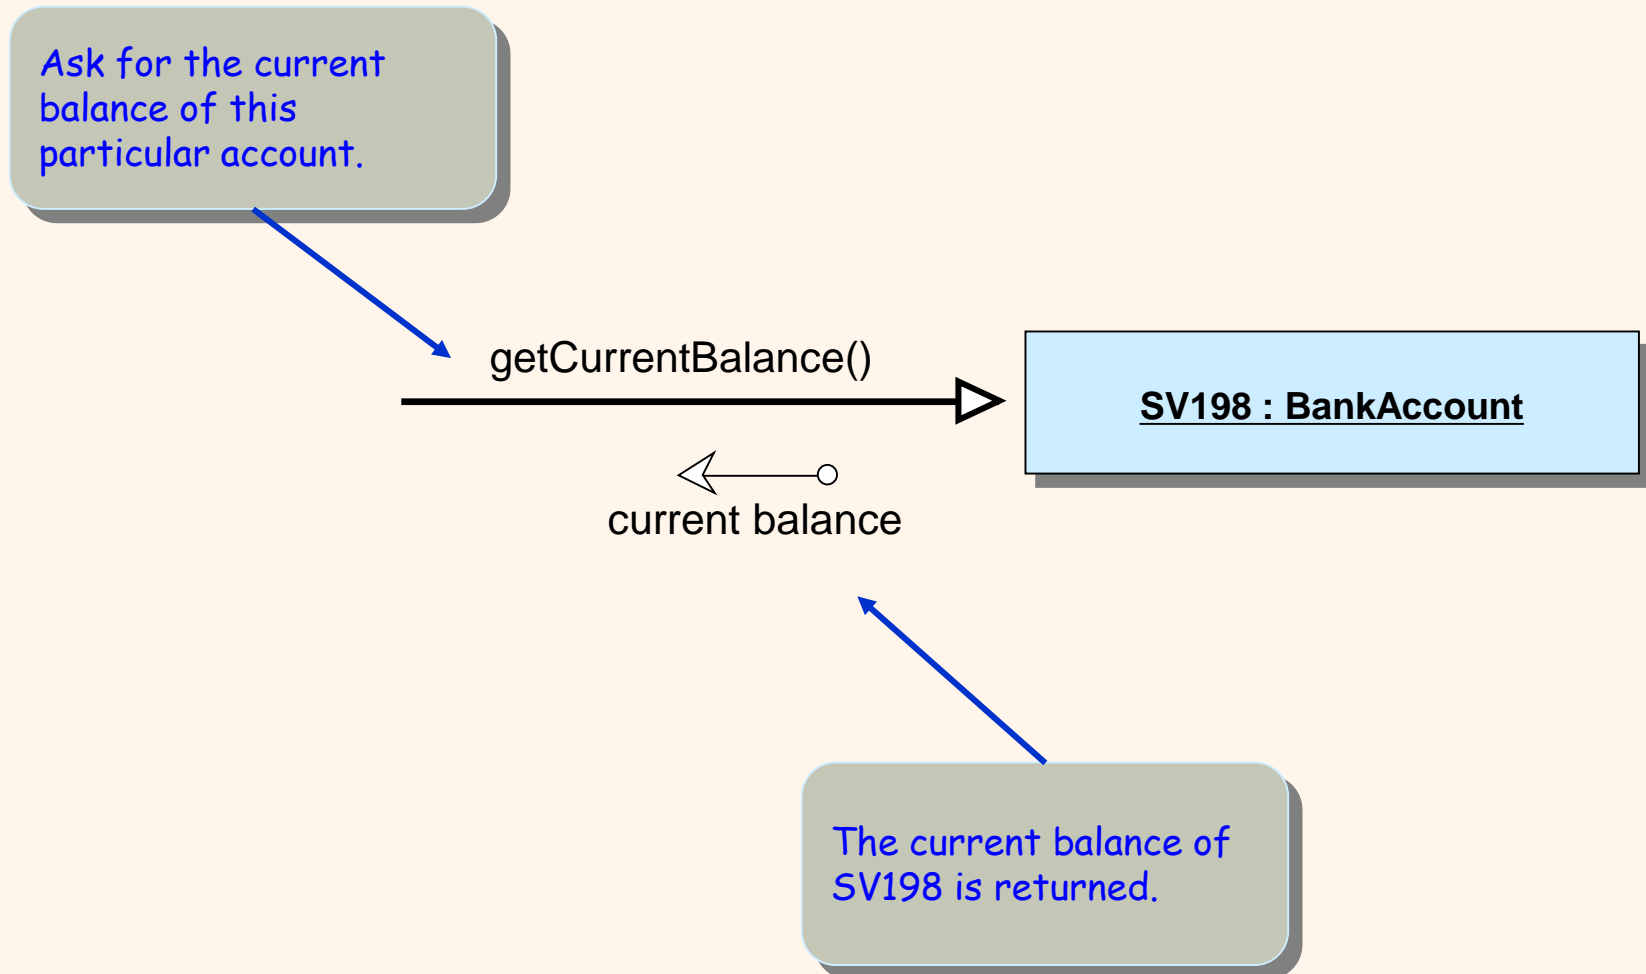 Ask for the current
balance of this
particular account.
getCurrentBalance()
SV198 : BankAccount
current balance
The current balance of
SV198 is returned.